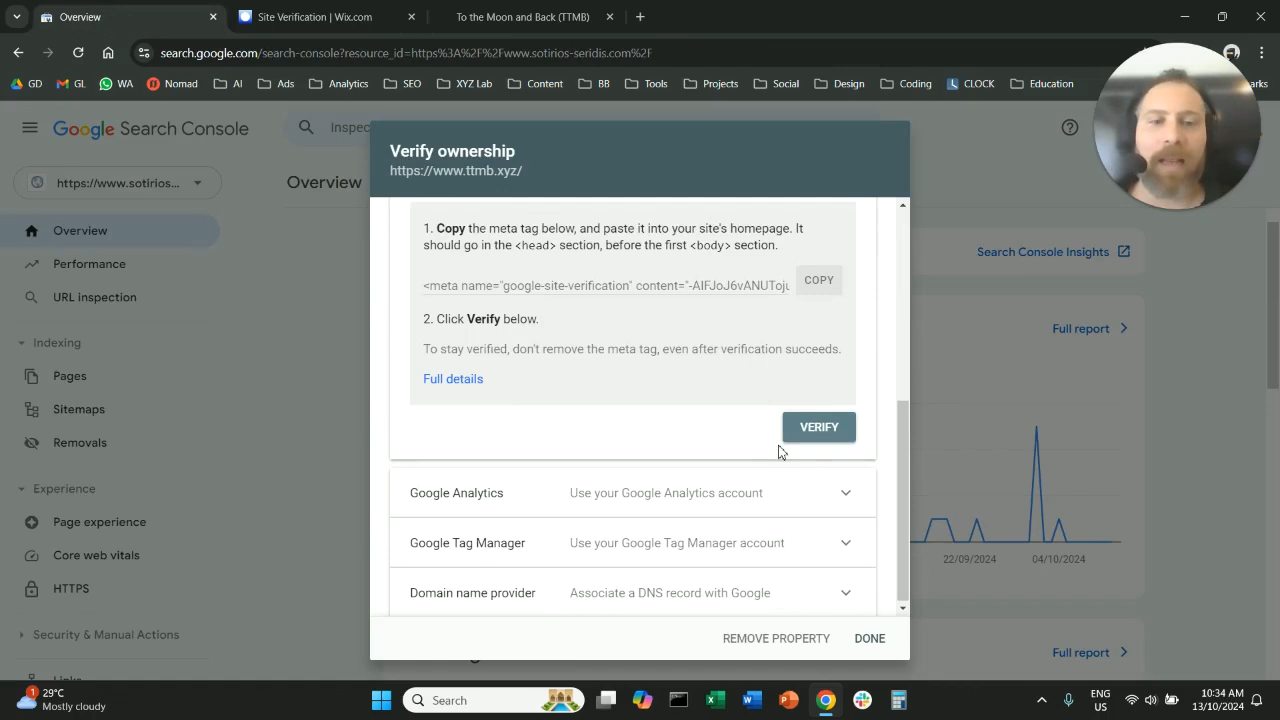 Overview
Site Verification | Wix.com
To the Moon and Back (TTMB)
search.google.com/search-console?resource_id=https%3A%2F%2Fwww.sotirios-seridis.com%2F
GD
GL
WA
Nomad
AI
Ads
Analytics
SEO
XYZ Lab
Content
BB
Tools
Projects
Social
Design
Coding
CLOCK
Education
Google Search Console
Inspec
https://www.sotirios...
Overview
Overview
Performance
URL inspection
Indexing
Pages
Sitemaps
Removals
Experience
Page experience
Core web vitals
HTTPS
Security & Manual Actions
Links
Verify ownership
https://www.ttmb.xyz/
1. Copy the meta tag below, and paste it into your site's homepage. It
should go in the <head> section, before the first <body> section.
<meta name="google-site-verification" content="-AIFJoJ6vANUToju
COPY
2. Click Verify below.
To stay verified, don't remove the meta tag, even after verification succeeds.
Full details
VERIFY
Google Analytics Use your Google Analytics account
Google Tag Manager Use your Google Tag Manager account
Domain name provider Associate a DNS record with Google
REMOVE PROPERTY DONE
Search Console Insights
Full report
22/09/2024 04/10/2024
Full report
29°C
Mostly cloudy
Search
ENG
US
10:34 AM
13/10/2024